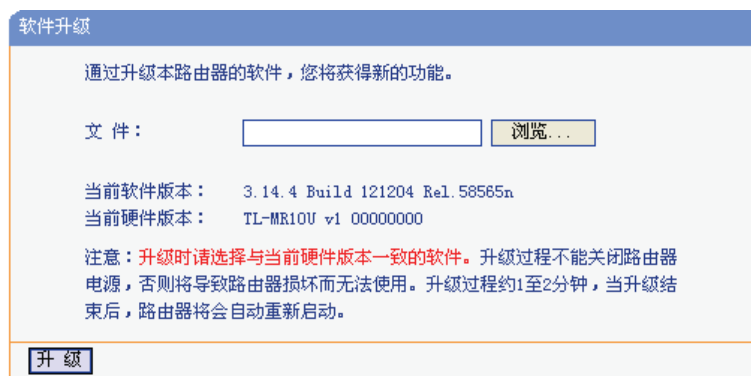 软件升级
通过升级本路由器的软件，您将获得新的功能。
文 件： 浏览...
当前软件版本： 3.14.4 Build 121204 Rel.58565n
当前硬件版本： TL-MR10U v1 00000000
注意：升级时请选择与当前硬件版本一致的软件。升级过程不能关闭路由器
电源，否则将导致路由器损坏而无法使用。升级过程约1至2分钟，当升级结
束后，路由器将会自动重新启动。
升 级